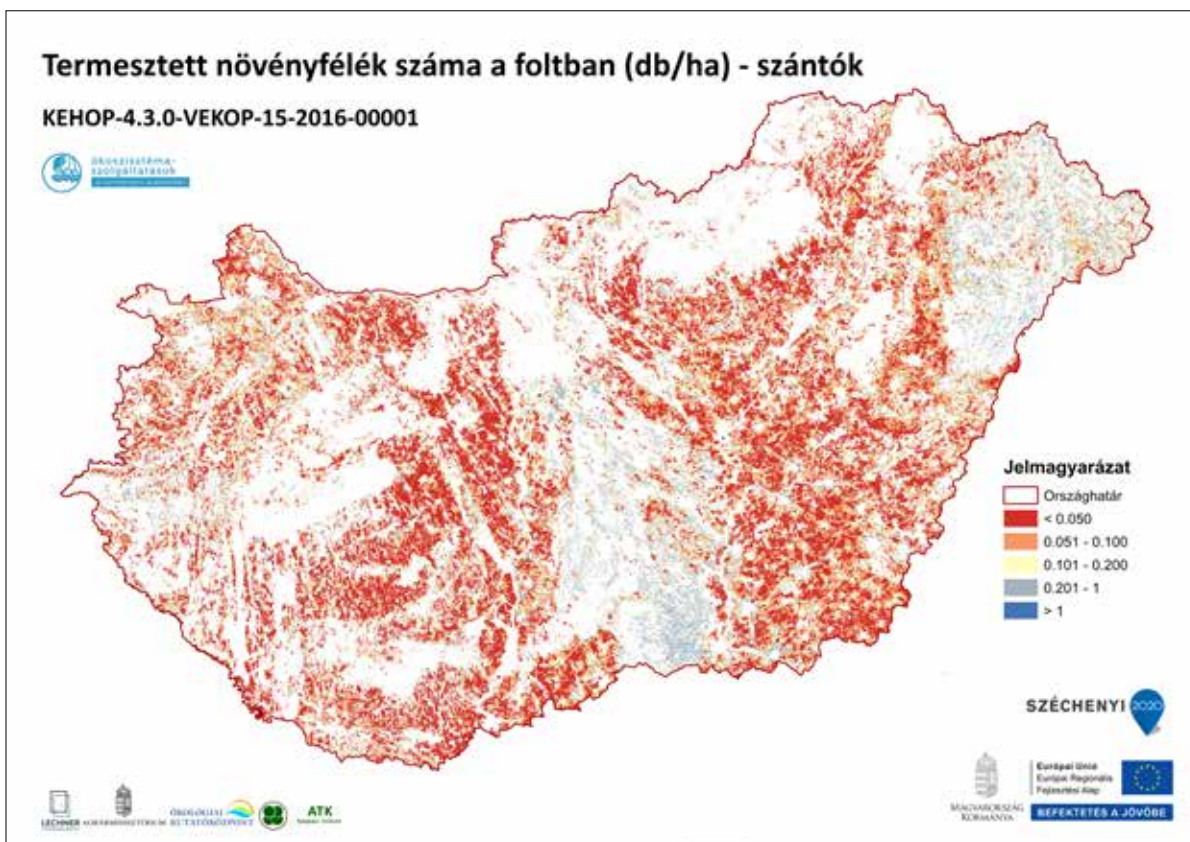 Termesztett növényfélék száma a foltban (db/ha) - szántók
KEHOP-4.3.0-VEKOP-15-2016-00001
ökoszisztéma-
szolgáltatások
Jelmagyarázat
Országhatár
< 0.050
0.051 - 0.100
0.101 - 0.200
0.201 - 1
> 1
SZÉCHENYI 2020
LECHNER
AGRÁRMINISZTÉRIUM
ÖKOLÓGIAI
KUTATÓKÖZPONT
ATK
MAGYARORSZÁG
KORMÁNYA
Európai Unió
Európai Regionális
Fejlesztési Alap
BEFEKTETÉS A JÖVŐBE